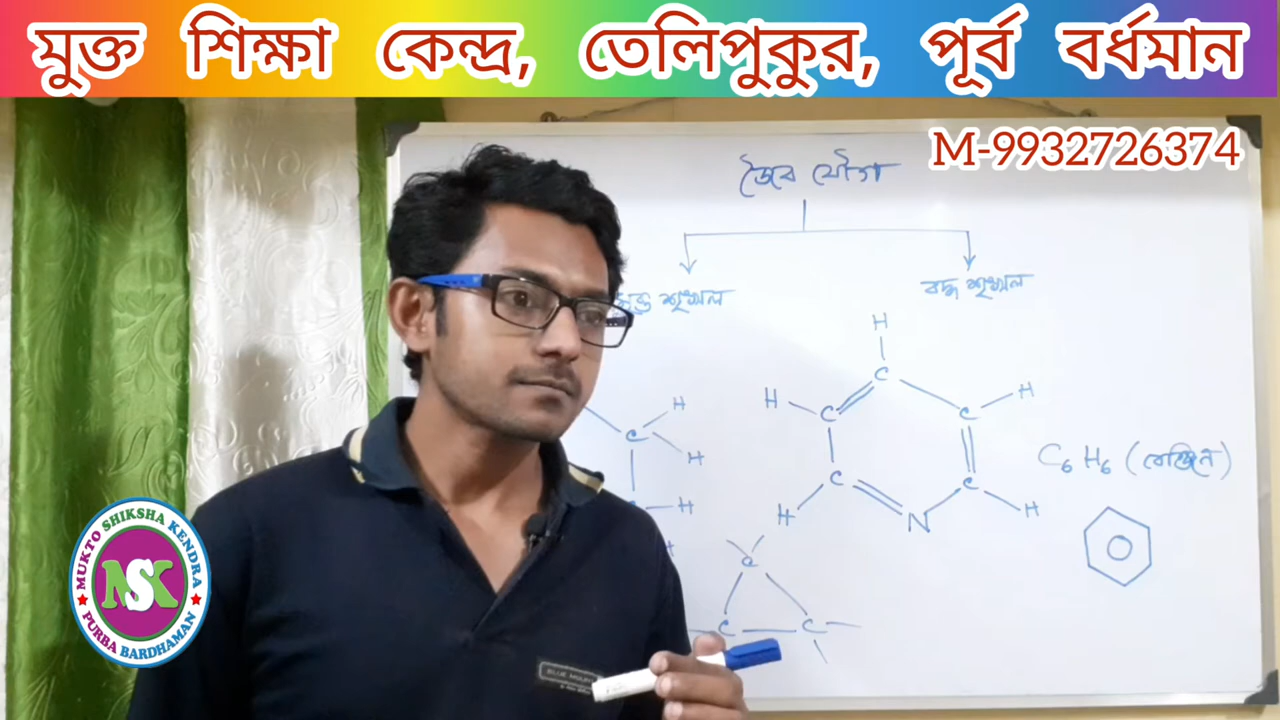 মুক্ত শিক্ষা কেন্দ্র, তেলিপুকুর, পূর্ব বর্ধমান
M-9932726374
জৈব যৌগ
মুক্ত শৃঙ্খল
বদ্ধ শৃঙ্খল
H
C
H
C
H
C
H
C
H
C
H
N
C
H
H
H
C
C
C
C₆H₆ (বেঞ্জিন)
MUKTO SHIKSHA KENDRA
MSK
PURBA BARDHAMAN